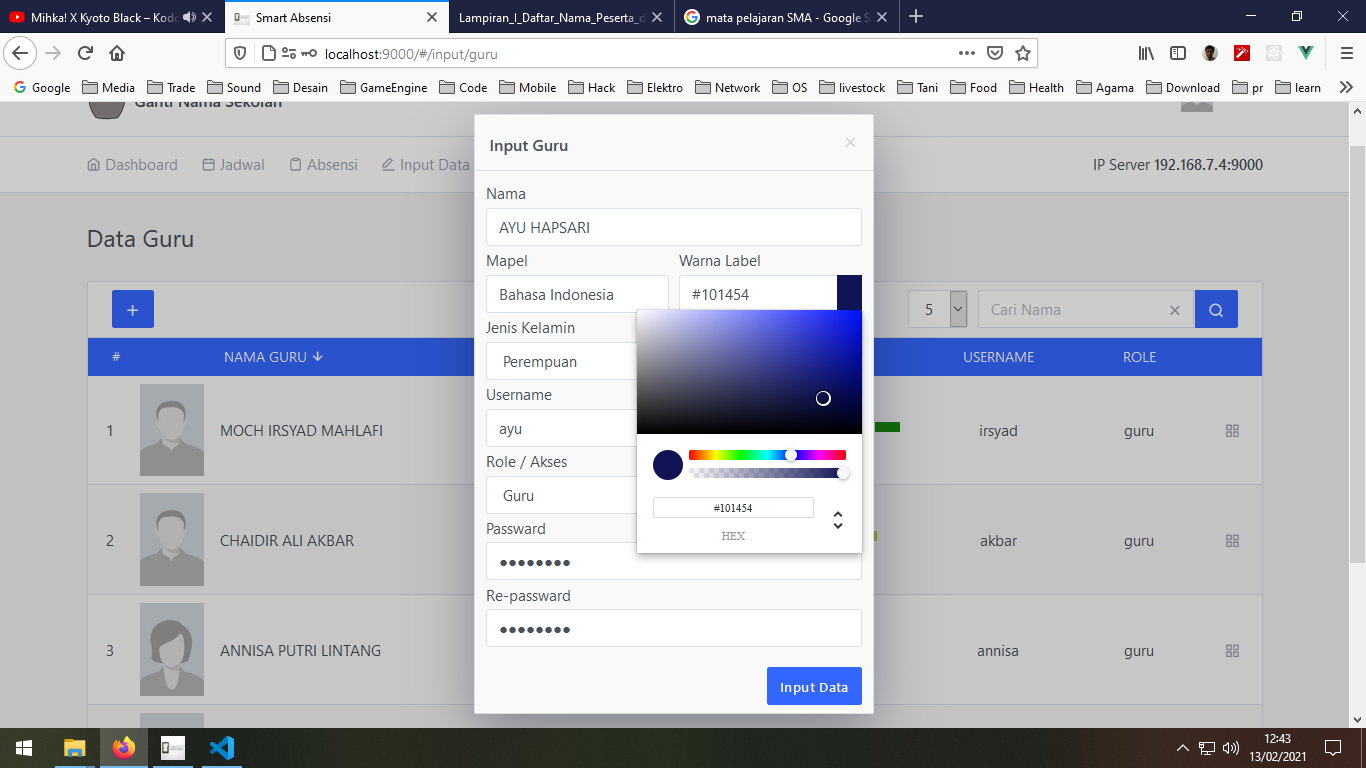 Mihka! X Kyoto Black – Kodo
Smart Absensi
Lampiran_I_Daftar_Nama_Peserta_d
mata pelajaran SMA - Google S
localhost:9000/#/input/guru
Google Media Trade Sound Desain GameEngine Code Mobile Hack Elektro Network OS livestock Tani Food Health Agama Download pr learn
Ganti Nama Sekolah
Dashboard Jadwal Absensi Input Data
IP Server 192.168.7.4:9000
Data Guru
+
5
Cari Nama
# NAMA GURU USERNAME ROLE
1 MOCH IRSYAD MAHLAFI irsyad guru
2 CHAIDIR ALI AKBAR akbar guru
3 ANNISA PUTRI LINTANG annisa guru
Input Guru
×
Nama
AYU HAPSARI
Mapel Warna Label
Bahasa Indonesia #101454
Jenis Kelamin
Perempuan
Username
ayu
Role / Akses
Guru
#101454
HEX
Passward
●●●●●●●●
Re-passward
●●●●●●●●
Input Data
12:43
13/02/2021